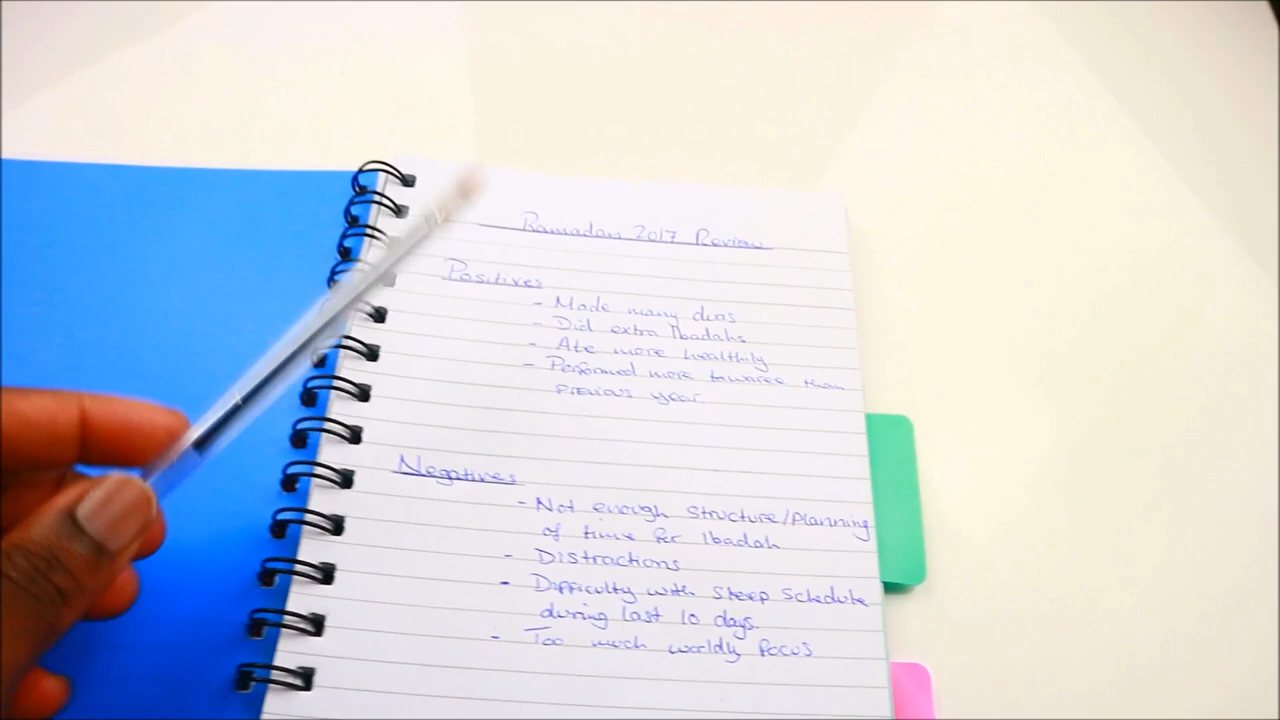 Ramadan 2017 Review
Positives
- Made many duas
- Did extra Ibadahs
- Ate more healthily
- Performed more tawaree than
previous year.
Negatives
- Not enough Structure/Planning
of time for Ibadah
- Distractions
- Difficulty with Sleep Schedule
during last 10 days.
- Too much worldly focus